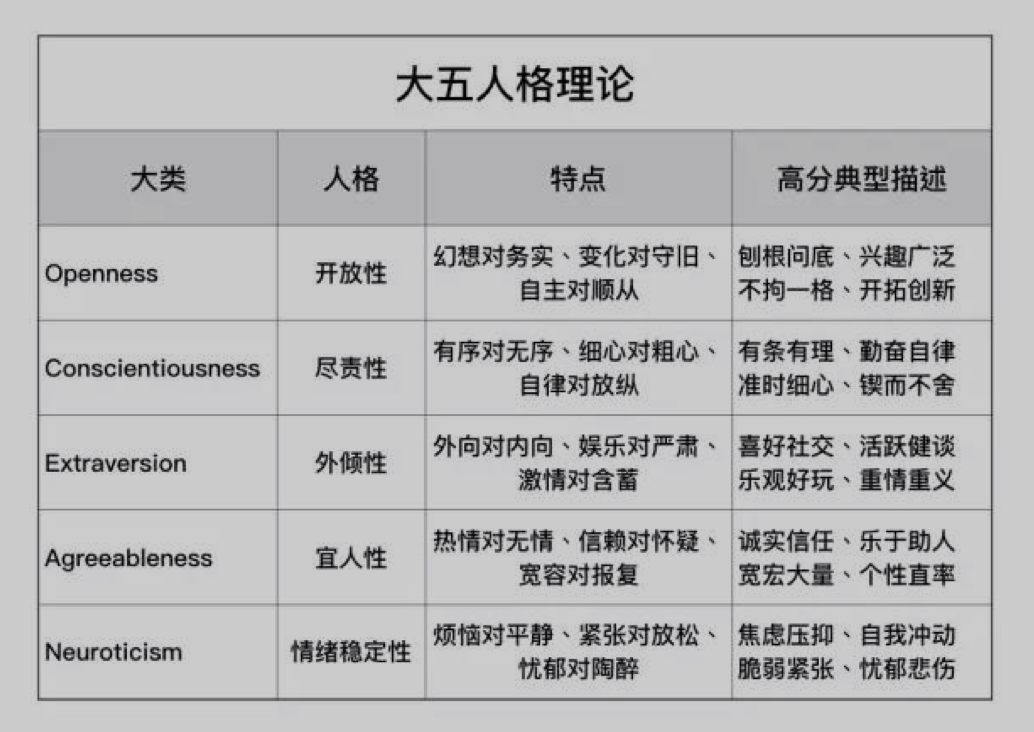 大五人格理论
大类 人格 特点 高分典型描述
Openness 开放性 幻想对务实、变化对守旧、 刨根问底、兴趣广泛
自主对顺从 不拘一格、开拓创新
Conscientiousness 尽责性 有序对无序、细心对粗心、 有条有理、勤奋自律
自律对放纵 准时细心、锲而不舍
Extraversion 外倾性 外向对内向、娱乐对严肃、 喜好社交、活跃健谈
激情对含蓄 乐观好玩、重情重义
Agreeableness 宜人性 热情对无情、信赖对怀疑、 诚实信任、乐于助人
宽容对报复 宽宏大量、个性直率
Neuroticism 情绪稳定性 烦恼对平静、紧张对放松、 焦虑压抑、自我冲动
忧郁对陶醉 脆弱紧张、忧郁悲伤